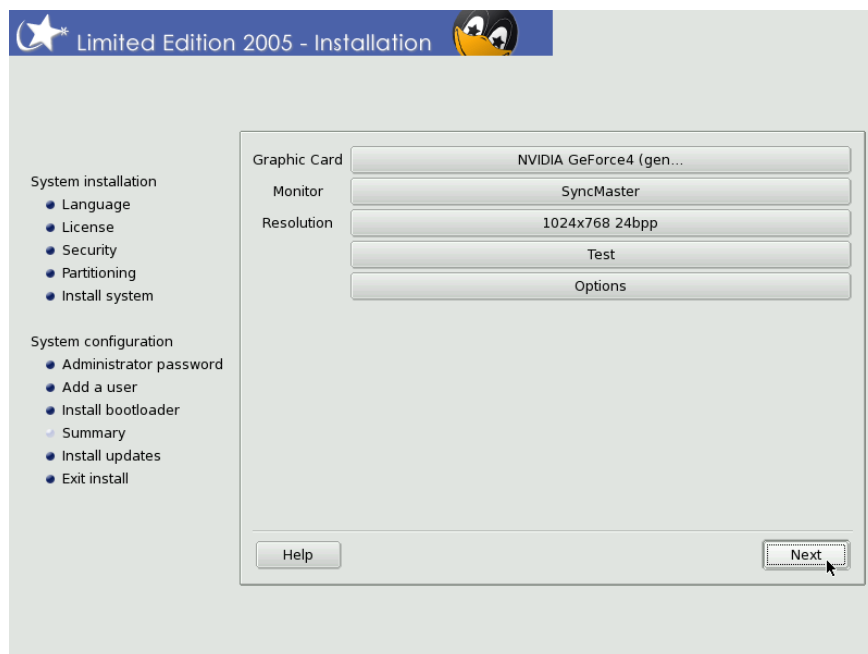 Limited Edition 2005 - Installation
System installation
Language
License
Security
Partitioning
Install system
System configuration
Administrator password
Add a user
Install bootloader
Summary
Install updates
Exit install
Graphic Card NVIDIA GeForce4 (gen...
Monitor SyncMaster
Resolution 1024x768 24bpp
Test
Options
Help Next